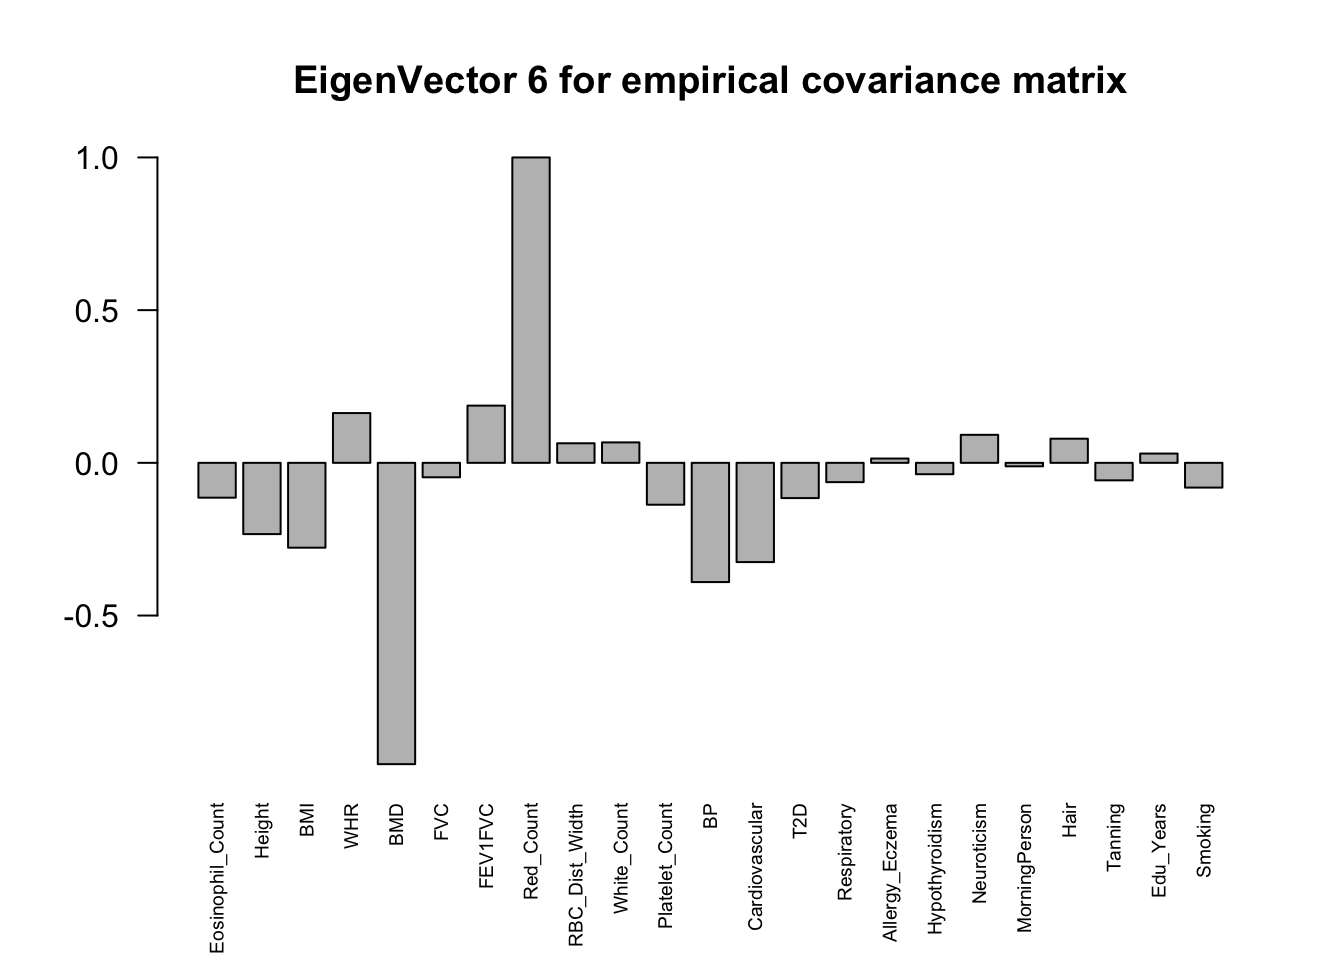 EigenVector 6 for empirical covariance matrix
1.0
0.5
0.0
-0.5
Eosinophil_Count
Height
BMI
WHR
BMD
FVC
FEV1FVC
Red_Count
RBC_Dist_Width
White_Count
Platelet_Count
BP
Cardiovascular
T2D
Respiratory
Allergy_Eczema
Hypothyroidism
Neuroticism
MorningPerson
Hair
Tanning
Edu_Years
Smoking